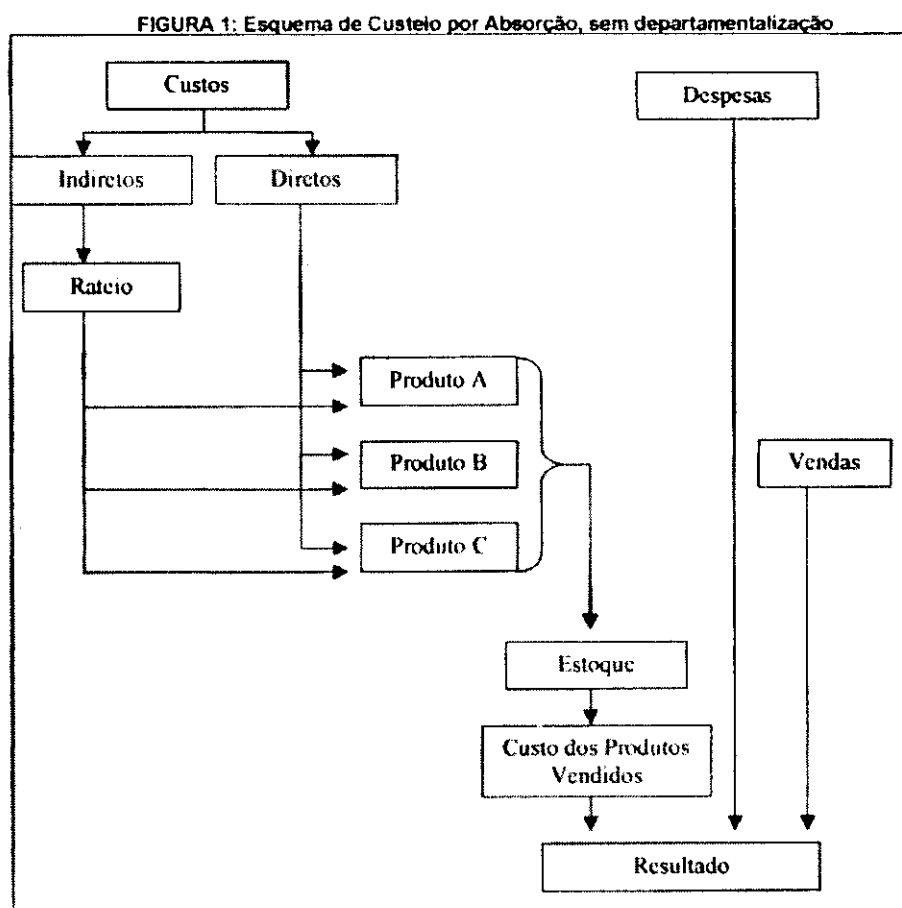 FIGURA 1: Esquema de Custeio por Absorção, sem departamentalização
Custos
Despesas
Indiretos
Diretos
Rateio
Produto A
Produto B
Vendas
Produto C
Estoque
Custo dos Produtos
Vendidos
Resultado